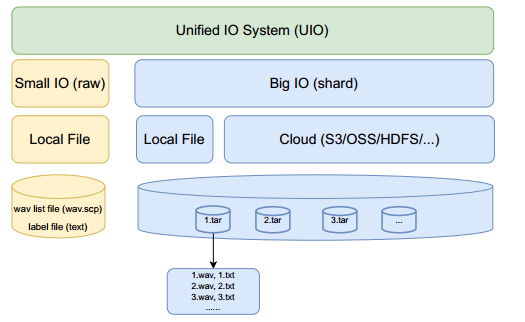 Unified IO System (UIO)
Small IO (raw)
Big IO (shard)
Local File
Local File
Cloud (S3/OSS/HDFS/...)
wav list file (wav.scp)
label file (text)
1.tar
2.tar
3.tar
...
1.wav, 1.txt
2.wav, 2.txt
3.wav, 3.txt
......